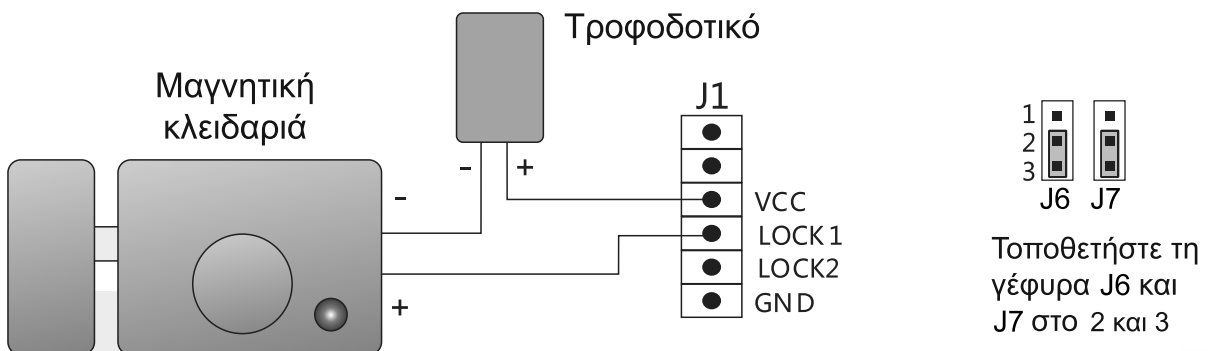 Τροφοδοτικό
Μαγνητική
κλειδαριά
J1
- +
-
+
VCC
LOCK1
LOCK2
GND
1
2
3
J6 J7
Τοποθετήστε τη
γέφυρα J6 και
J7 στο 2 και 3